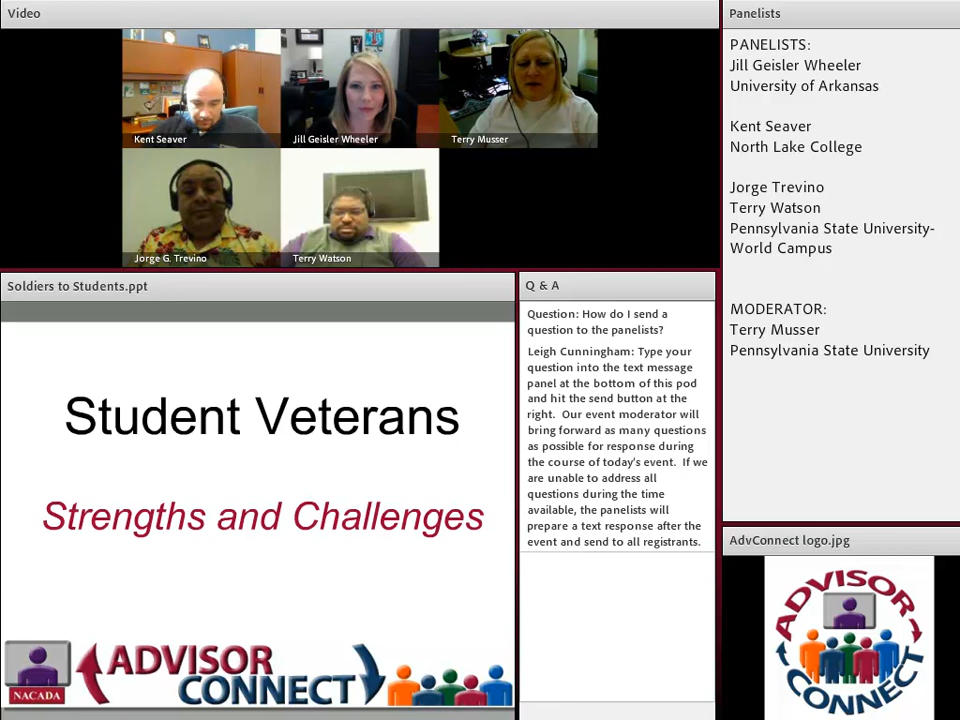 Video
Kent Seaver
Jill Geisler Wheeler
Terry Musser
Jorge G. Trevino
Terry Watson
Panelists
PANELISTS:
Jill Geisler Wheeler
University of Arkansas
Kent Seaver
North Lake College
Jorge Trevino
Terry Watson
Pennsylvania State University-
World Campus
MODERATOR:
Terry Musser
Pennsylvania State University
Soldiers to Students.ppt
Student Veterans
Strengths and Challenges
NACADA
ADVISOR
CONNECT
Q & A
Question: How do I send a
question to the panelists?
Leigh Cunningham: Type your
question into the text message
panel at the bottom of this pod
and hit the send button at the
right. Our event moderator will
bring forward as many questions
as possible for response during
the course of today's event. If we
are unable to address all
questions during the time
available, the panelists will
prepare a text response after the
event and send to all registrants.
AdvConnect logo.jpg
ADVISOR
CONNECT